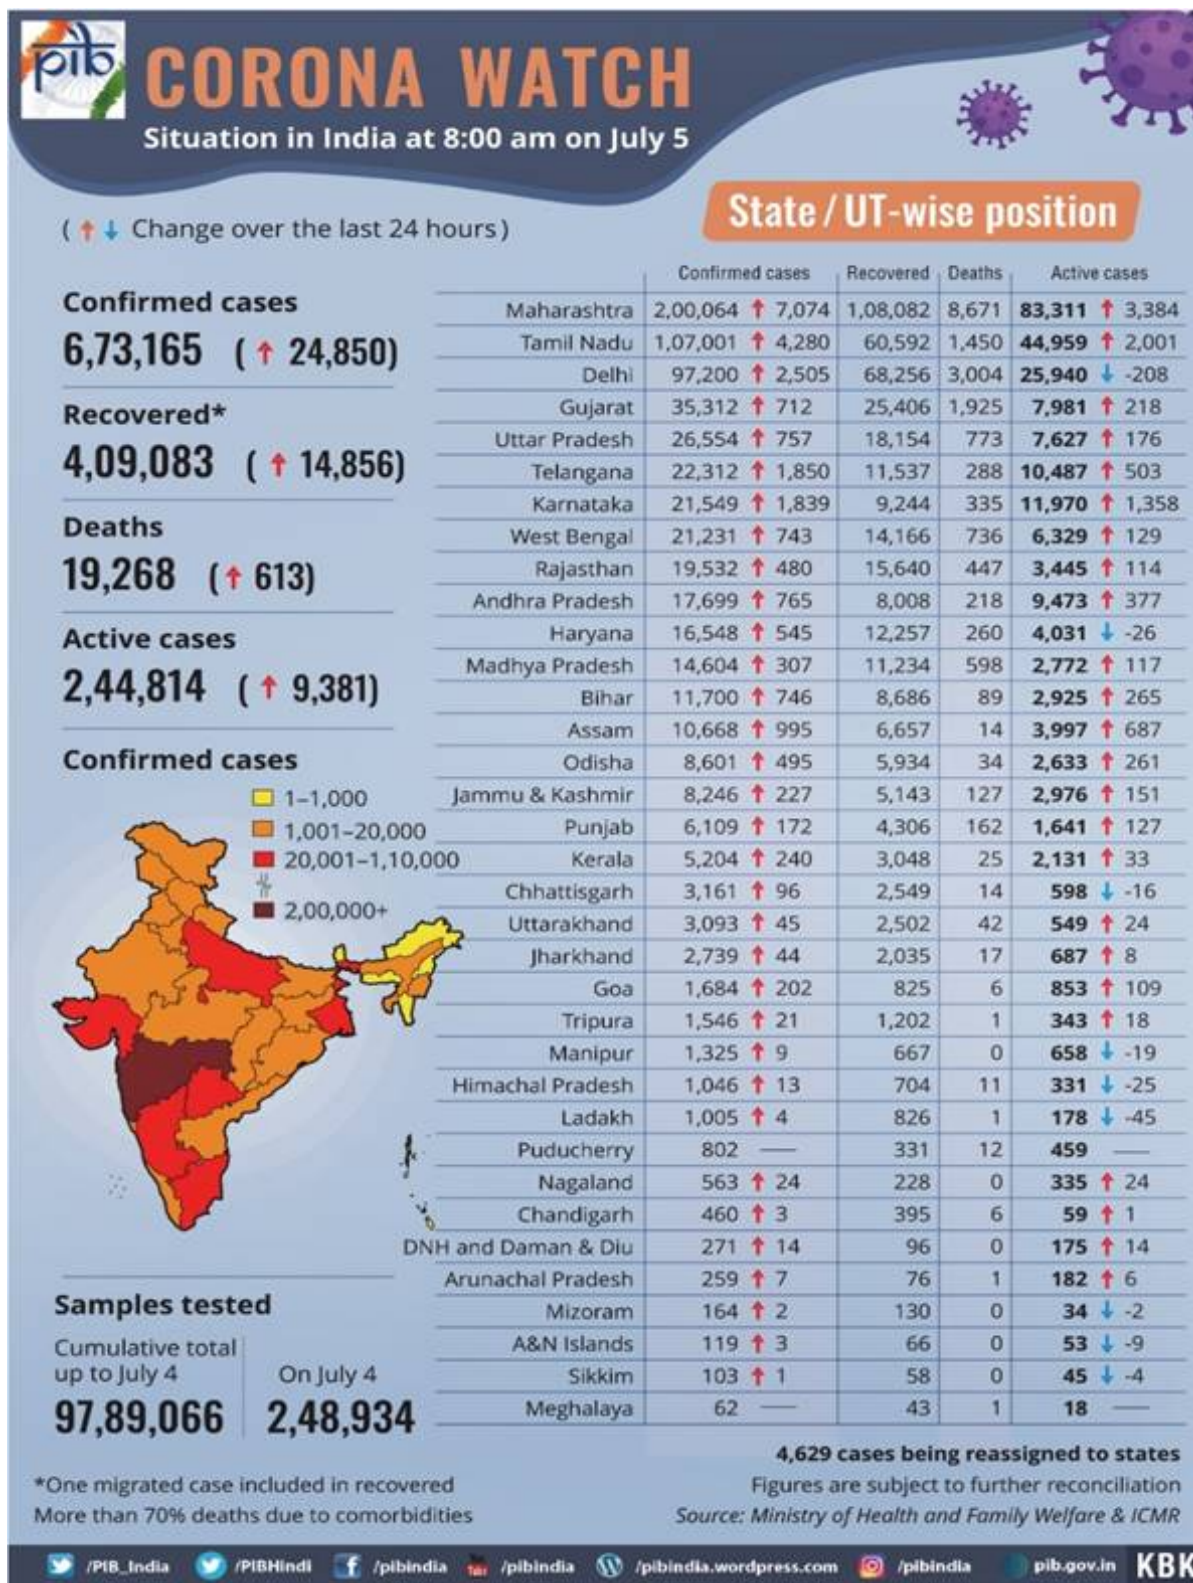 pib
CORONA WATCH
Situation in India at 8:00 am on July 5
(↑↓ Change over the last 24 hours)
Confirmed cases
6,73,165 (↑ 24,850)
Recovered*
4,09,083 (↑ 14,856)
Deaths
19,268 (↑ 613)
Active cases
2,44,814 (↑ 9,381)
Confirmed cases
1–1,000
1,001–20,000
20,001–1,10,000
2,00,000+
State / UT-wise position
Confirmed cases Recovered Deaths Active cases
Maharashtra 2,00,064 ↑ 7,074 1,08,082 8,671 83,311 ↑ 3,384
Tamil Nadu 1,07,001 ↑ 4,280 60,592 1,450 44,959 ↑ 2,001
Delhi 97,200 ↑ 2,505 68,256 3,004 25,940 ↓ -208
Gujarat 35,312 ↑ 712 25,406 1,925 7,981 ↑ 218
Uttar Pradesh 26,554 ↑ 757 18,154 773 7,627 ↑ 176
Telangana 22,312 ↑ 1,850 11,537 288 10,487 ↑ 503
Karnataka 21,549 ↑ 1,839 9,244 335 11,970 ↑ 1,358
West Bengal 21,231 ↑ 743 14,166 736 6,329 ↑ 129
Rajasthan 19,532 ↑ 480 15,640 447 3,445 ↑ 114
Andhra Pradesh 17,699 ↑ 765 8,008 218 9,473 ↑ 377
Haryana 16,548 ↑ 545 12,257 260 4,031 ↓ -26
Madhya Pradesh 14,604 ↑ 307 11,234 598 2,772 ↑ 117
Bihar 11,700 ↑ 746 8,686 89 2,925 ↑ 265
Assam 10,668 ↑ 995 6,657 14 3,997 ↑ 687
Odisha 8,601 ↑ 495 5,934 34 2,633 ↑ 261
Jammu & Kashmir 8,246 ↑ 227 5,143 127 2,976 ↑ 151
Punjab 6,109 ↑ 172 4,306 162 1,641 ↑ 127
Kerala 5,204 ↑ 240 3,048 25 2,131 ↑ 33
Chhattisgarh 3,161 ↑ 96 2,549 14 598 ↓ -16
Uttarakhand 3,093 ↑ 45 2,502 42 549 ↑ 24
Jharkhand 2,739 ↑ 44 2,035 17 687 ↑ 8
Goa 1,684 ↑ 202 825 6 853 ↑ 109
Tripura 1,546 ↑ 21 1,202 1 343 ↑ 18
Manipur 1,325 ↑ 9 667 0 658 ↓ -19
Himachal Pradesh 1,046 ↑ 13 704 11 331 ↓ -25
Ladakh 1,005 ↑ 4 826 1 178 ↓ -45
Puducherry 802 — 331 12 459 —
Nagaland 563 ↑ 24 228 0 335 ↑ 24
Chandigarh 460 ↑ 3 395 6 59 ↑ 1
DNH and Daman & Diu 271 ↑ 14 96 0 175 ↑ 14
Arunachal Pradesh 259 ↑ 7 76 1 182 ↑ 6
Mizoram 164 ↑ 2 130 0 34 ↓ -2
A&N Islands 119 ↑ 3 66 0 53 ↓ -9
Sikkim 103 ↑ 1 58 0 45 ↓ -4
Meghalaya 62 — 43 1 18 —
Samples tested
Cumulative total
up to July 4
97,89,066
On July 4
2,48,934
4,629 cases being reassigned to states
*One migrated case included in recovered
Figures are subject to further reconciliation
More than 70% deaths due to comorbidities
Source: Ministry of Health and Family Welfare & ICMR
/PIB_India /PIBHindi /pibindia /pibindia /pibindia.wordpress.com /pibindia pib.gov.in KBK